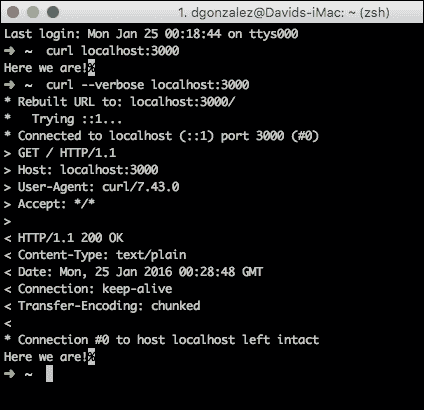 1. dgonzalez@Davids-iMac: ~ (zsh)
Last login: Mon Jan 25 00:18:44 on ttys000
➜ ~ curl localhost:3000
Here we are!%
➜ ~ curl --verbose localhost:3000
* Rebuilt URL to: localhost:3000/
*   Trying ::1...
* Connected to localhost (::1) port 3000 (#0)
> GET / HTTP/1.1
> Host: localhost:3000
> User-Agent: curl/7.43.0
> Accept: */*
>
< HTTP/1.1 200 OK
< Content-Type: text/plain
< Date: Mon, 25 Jan 2016 00:28:48 GMT
< Connection: keep-alive
< Transfer-Encoding: chunked
<
* Connection #0 to host localhost left intact
Here we are!%
➜ ~